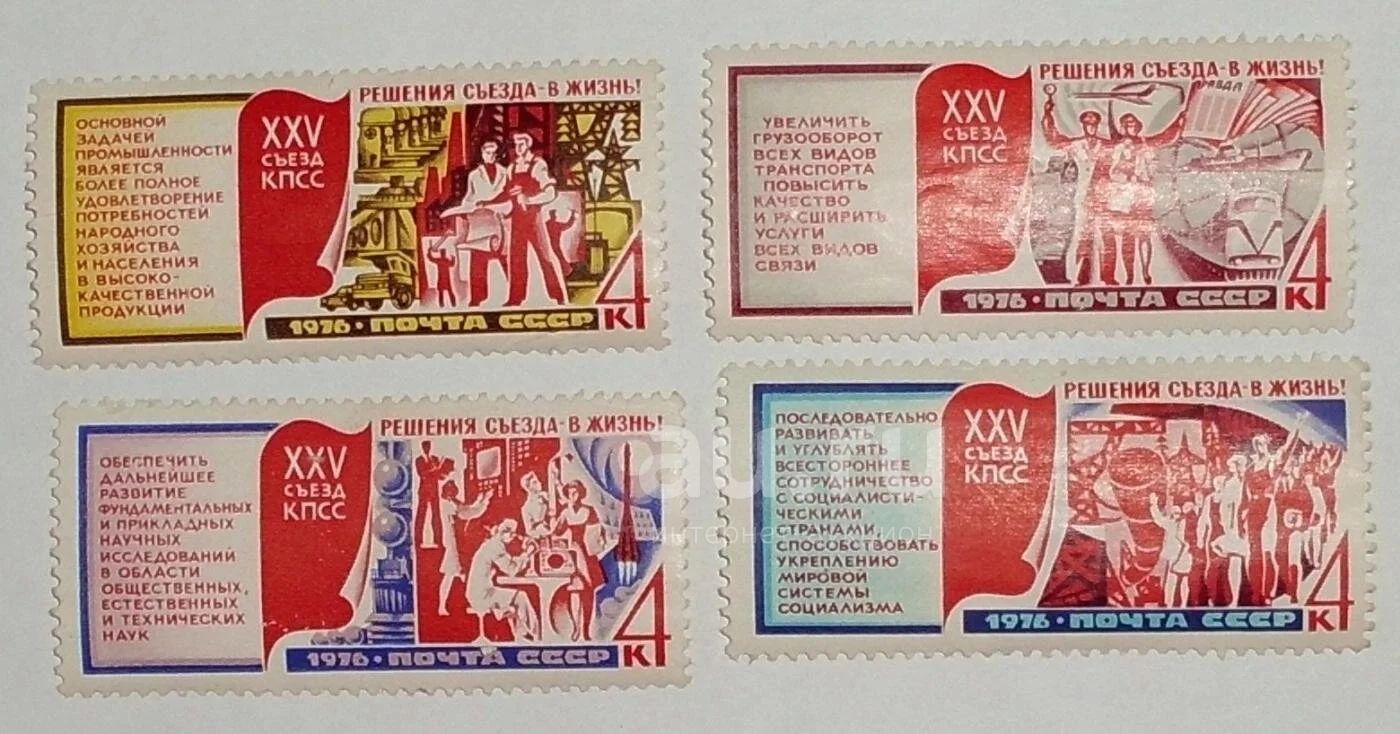 ОСНОВНОЙ
ЗАДАЧЕЙ
ПРОМЫШЛЕННОСТИ
ЯВЛЯЕТСЯ
БОЛЕЕ ПОЛНОЕ
УДОВЛЕТВОРЕНИЕ
ПОТРЕБНОСТЕЙ
НАРОДНОГО
ХОЗЯЙСТВА
И НАСЕЛЕНИЯ
В ВЫСОКО-
КАЧЕСТВЕННОЙ
ПРОДУКЦИИ
XXV
СЪЕЗД
КПСС
РЕШЕНИЯ СЪЕЗДА-В ЖИЗНЬ!
1976·ПОЧТА СССР
4 К
УВЕЛИЧИТЬ
ГРУЗООБОРОТ
ВСЕХ ВИДОВ
ТРАНСПОРТА
ПОВЫСИТЬ
КАЧЕСТВО
И РАСШИРИТЬ
УСЛУГИ
ВСЕХ ВИДОВ
СВЯЗИ
XXV
СЪЕЗД
КПСС
РЕШЕНИЯ СЪЕЗДА-В ЖИЗНЬ!
ПРАВДА
1976·ПОЧТА СССР
4 К
ОБЕСПЕЧИТЬ
ДАЛЬНЕЙШЕЕ
РАЗВИТИЕ
ФУНДАМЕНТАЛЬНЫХ
И ПРИКЛАДНЫХ
НАУЧНЫХ
ИССЛЕДОВАНИЙ
В ОБЛАСТИ
ОБЩЕСТВЕННЫХ,
ЕСТЕСТВЕННЫХ
И ТЕХНИЧЕСКИХ
НАУК
XXV
СЪЕЗД
КПСС
РЕШЕНИЯ СЪЕЗДА-В ЖИЗНЬ!
1976·ПОЧТА СССР
4 К
ПОСЛЕДОВАТЕЛЬНО
РАЗВИВАТЬ
И УГЛУБЛЯТЬ
ВСЕСТОРОННЕЕ
СОТРУДНИЧЕСТВО
С СОЦИАЛИСТИ-
ЧЕСКИМИ
СТРАНАМИ,
СПОСОБСТВОВАТЬ
УКРЕПЛЕНИЮ
МИРОВОЙ
СИСТЕМЫ
СОЦИАЛИЗМА
XXV
СЪЕЗД
КПСС
РЕШЕНИЯ СЪЕЗДА-В ЖИЗНЬ!
1976·ПОЧТА СССР
4 К